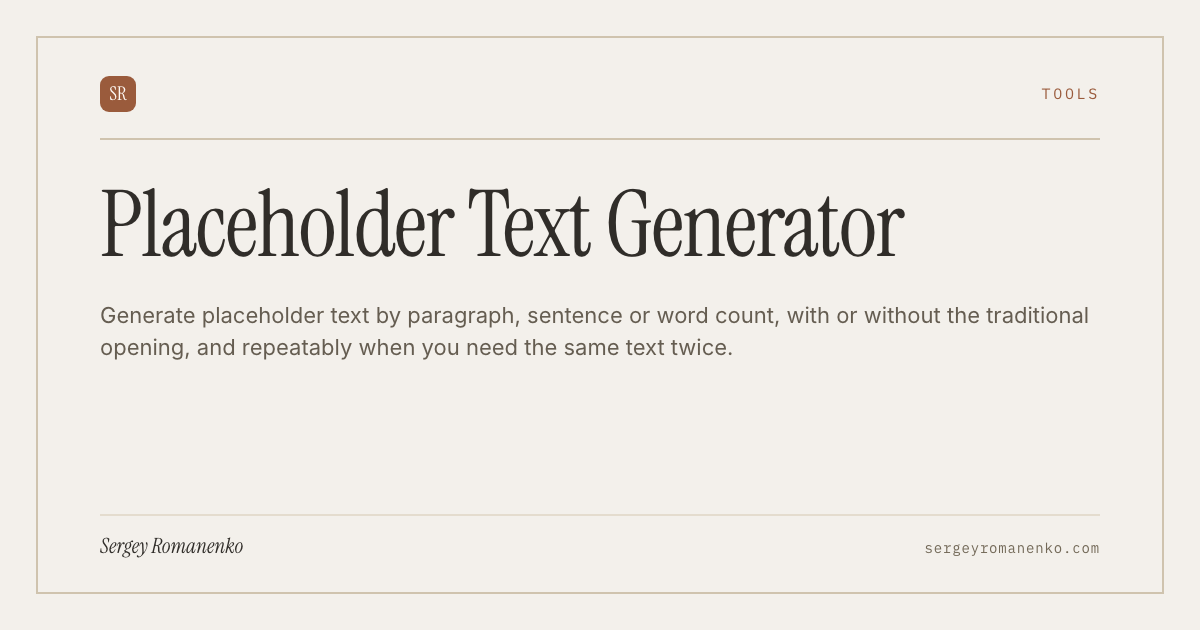 SR
TOOLS
Placeholder Text Generator
Generate placeholder text by paragraph, sentence or word count, with or without the traditional
opening, and repeatably when you need the same text twice.
Sergey Romanenko
sergeyromanenko.com